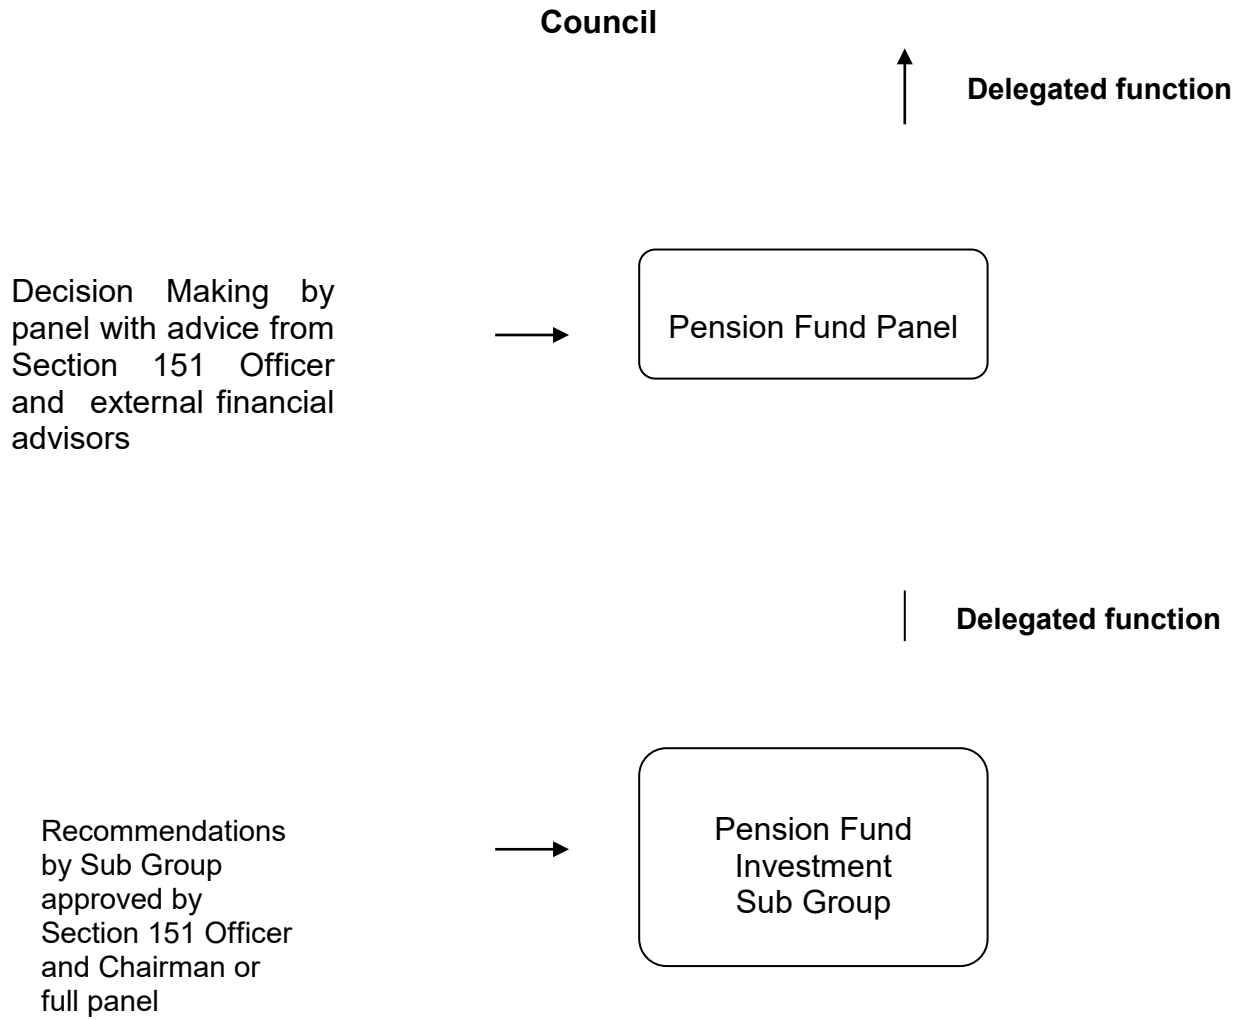 Council
Delegated function
Decision Making by
panel with advice from
Section 151 Officer
and external financial
advisors
Pension Fund Panel
Delegated function
Recommendations
by Sub Group
approved by
Section 151 Officer
and Chairman or
full panel
Pension Fund
Investment
Sub Group